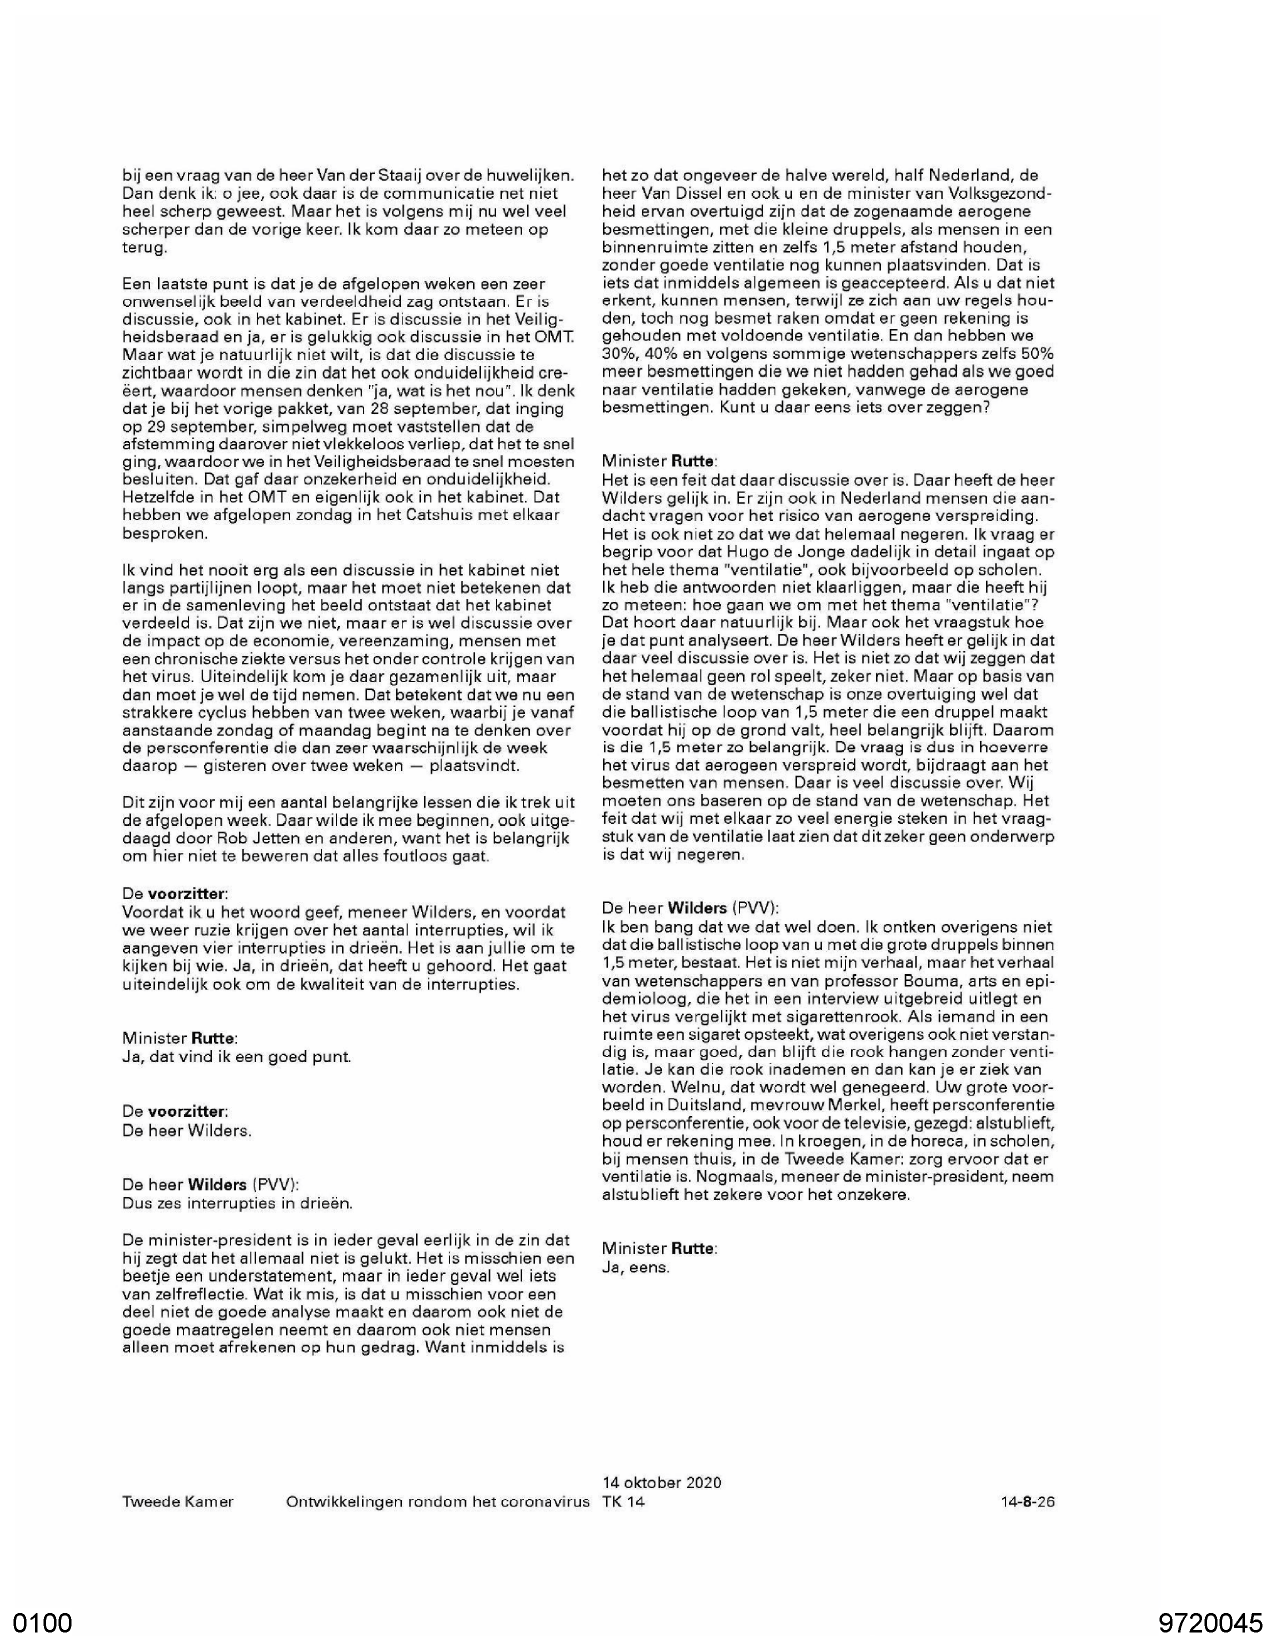 bij een vraag van de heer Van der Staaij over de huwelijken.
Dan denk ik: o jee, ook daar is de communicatie net niet
heel scherp geweest. Maar het is volgens mij nu wel veel
scherper dan de vorige keer. Ik kom daar zo meteen op
terug.
Een laatste punt is dat je de afgelopen weken een zeer
onwenselijk beeld van verdeeldheid zag ontstaan. Er is
discussie, ook in het kabinet. Er is discussie in het Veilig-
heidsberaad en ja, er is gelukkig ook discussie in het OMT.
Maar wat je natuurlijk niet wilt, is dat die discussie te
zichtbaar wordt in die zin dat het ook onduidelijkheid cre-
ëert, waardoor mensen denken "ja, wat is het nou". Ik denk
dat je bij het vorige pakket, van 28 september, dat inging
op 29 september, simpelweg moet vaststellen dat de
afstemming daarover niet vlekkeloos verliep, dat het te snel
ging, waardoor we in het Veiligheidsberaad te snel moesten
besluiten. Dat gaf daar onzekerheid en onduidelijkheid.
Hetzelfde in het OMT en eigenlijk ook in het kabinet. Dat
hebben we afgelopen zondag in het Catshuis met elkaar
besproken.
Ik vind het nooit erg als een discussie in het kabinet niet
langs partijlijnen loopt, maar het moet niet betekenen dat
er in de samenleving het beeld ontstaat dat het kabinet
verdeeld is. Dat zijn we niet, maar er is wel discussie over
de impact op de economie, vereenzaming, mensen met
een chronische ziekte versus het onder controle krijgen van
het virus. Uiteindelijk kom je daar gezamenlijk uit, maar
dan moet je wel de tijd nemen. Dat betekent dat we nu een
strakkere cyclus hebben van twee weken, waarbij je vanaf
aanstaande zondag of maandag begint na te denken over
de persconferentie die dan zeer waarschijnlijk de week
daarop — gisteren over twee weken — plaatsvindt.
Dit zijn voor mij een aantal belangrijke lessen die ik trek uit
de afgelopen week. Daar wilde ik mee beginnen, ook uitge-
daagd door Rob Jetten en anderen, want het is belangrijk
om hier niet te beweren dat alles foutloos gaat.
De voorzitter:
Voordat ik u het woord geef, meneer Wilders, en voordat
we weer ruzie krijgen over het aantal interrupties, wil ik
aangeven vier interrupties in drieën. Het is aan jullie om te
kijken bij wie. Ja, in drieën, dat heeft u gehoord. Het gaat
uiteindelijk ook om de kwaliteit van de interrupties.
Minister Rutte:
Ja, dat vind ik een goed punt.
De voorzitter:
De heer Wilders.
De heer Wilders (PVV):
Dus zes interrupties in drieën.
De minister-president is in ieder geval eerlijk in de zin dat
hij zegt dat het allemaal niet is gelukt. Het is misschien een
beetje een understatement, maar in ieder geval wel iets
van zelfreflectie. Wat ik mis, is dat u misschien voor een
deel niet de goede analyse maakt en daarom ook niet de
goede maatregelen neemt en daarom ook niet mensen
alleen moet afrekenen op hun gedrag. Want inmiddels is
het zo dat ongeveer de halve wereld, half Nederland, de
heer Van Dissel en ook u en de minister van Volksgezond-
heid ervan overtuigd zijn dat de zogenaamde aerogene
besmettingen, met die kleine druppels, als mensen in een
binnenruimte zitten en zelfs 1,5 meter afstand houden,
zonder goede ventilatie nog kunnen plaatsvinden. Dat is
iets dat inmiddels algemeen is geaccepteerd. Als u dat niet
erkent, kunnen mensen, terwijl ze zich aan uw regels hou-
den, toch nog besmet raken omdat er geen rekening is
gehouden met voldoende ventilatie. En dan hebben we
30%, 40% en volgens sommige wetenschappers zelfs 50%
meer besmettingen die we niet hadden gehad als we goed
naar ventilatie hadden gekeken, vanwege de aerogene
besmettingen. Kunt u daar eens iets over zeggen?
Minister Rutte:
Het is een feit dat daar discussie over is. Daar heeft de heer
Wilders gelijk in. Er zijn ook in Nederland mensen die aan-
dacht vragen voor het risico van aerogene verspreiding.
Het is ook niet zo dat we dat helemaal negeren. Ik vraag er
begrip voor dat Hugo de Jonge dadelijk in detail ingaat op
het hele thema "ventilatie", ook bijvoorbeeld op scholen.
Ik heb die antwoorden niet klaarliggen, maar die heeft hij
zo meteen: hoe gaan we om met het thema "ventilatie"?
Dat hoort daar natuurlijk bij. Maar ook het vraagstuk hoe
je dat punt analyseert. De heer Wilders heeft er gelijk in dat
daar veel discussie over is. Het is niet zo dat wij zeggen dat
het helemaal geen rol speelt, zeker niet. Maar op basis van
de stand van de wetenschap is onze overtuiging wel dat
die ballistische loop van 1,5 meter die een druppel maakt
voordat hij op de grond valt, heel belangrijk blijft. Daarom
is die 1,5 meter zo belangrijk. De vraag is dus in hoeverre
het virus dat aerogeen verspreid wordt, bijdraagt aan het
besmetten van mensen. Daar is veel discussie over. Wij
moeten ons baseren op de stand van de wetenschap. Het
feit dat wij met elkaar zo veel energie steken in het vraag-
stuk van de ventilatie laat zien dat dit zeker geen onderwerp
is dat wij negeren.
De heer Wilders (PVV):
Ik ben bang dat we dat wel doen. Ik ontken overigens niet
dat die ballistische loop van u met die grote druppels binnen
1,5 meter, bestaat. Het is niet mijn verhaal, maar het verhaal
van wetenschappers en van professor Bouma, arts en epi-
demioloog, die het in een interview uitgebreid uitlegt en
het virus vergelijkt met sigarettenrook. Als iemand in een
ruimte een sigaret opsteekt, wat overigens ook niet verstan-
dig is, maar goed, dan blijft die rook hangen zonder venti-
latie. Je kan die rook inademen en dan kan je er ziek van
worden. Welnu, dat wordt wel genegeerd. Uw grote voor-
beeld in Duitsland, mevrouw Merkel, heeft persconferentie
op persconferentie, ook voor de televisie, gezegd: alstublieft,
houd er rekening mee. In kroegen, in de horeca, in scholen,
bij mensen thuis, in de Tweede Kamer: zorg ervoor dat er
ventilatie is. Nogmaals, meneer de minister-president, neem
alstublieft het zekere voor het onzekere.
Minister Rutte:
Ja, eens.
14 oktober 2020
Tweede Kamer Ontwikkelingen rondom het coronavirus TK 14 14-8-26
0100 9720045